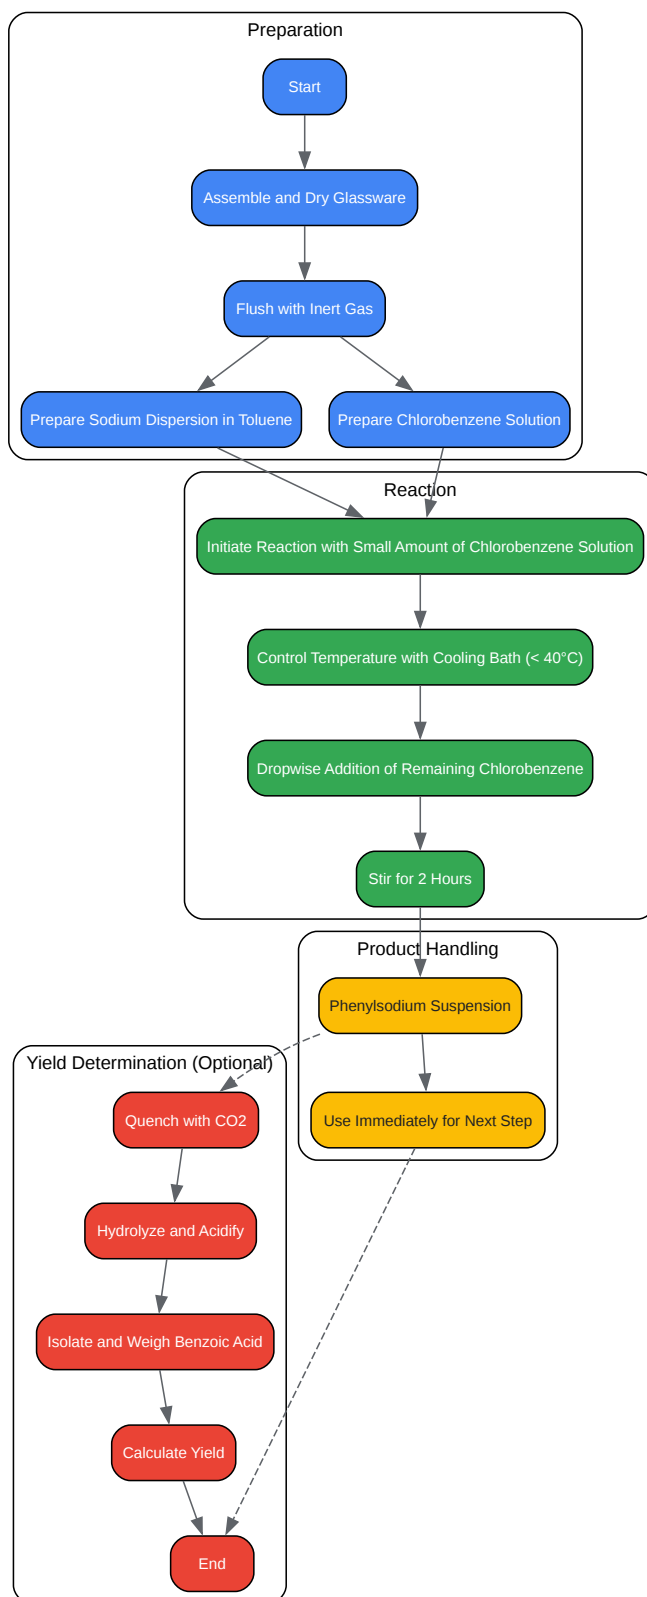 Preparation
Start
Assemble and Dry Glassware
Flush with Inert Gas
Prepare Sodium Dispersion in Toluene
Prepare Chlorobenzene Solution
Reaction
Initiate Reaction with Small Amount of Chlorobenzene Solution
Control Temperature with Cooling Bath (< 40°C)
Dropwise Addition of Remaining Chlorobenzene
Stir for 2 Hours
Product Handling
Phenylsodium Suspension
Use Immediately for Next Step
Yield Determination (Optional)
Quench with CO2
Hydrolyze and Acidify
Isolate and Weigh Benzoic Acid
Calculate Yield
End